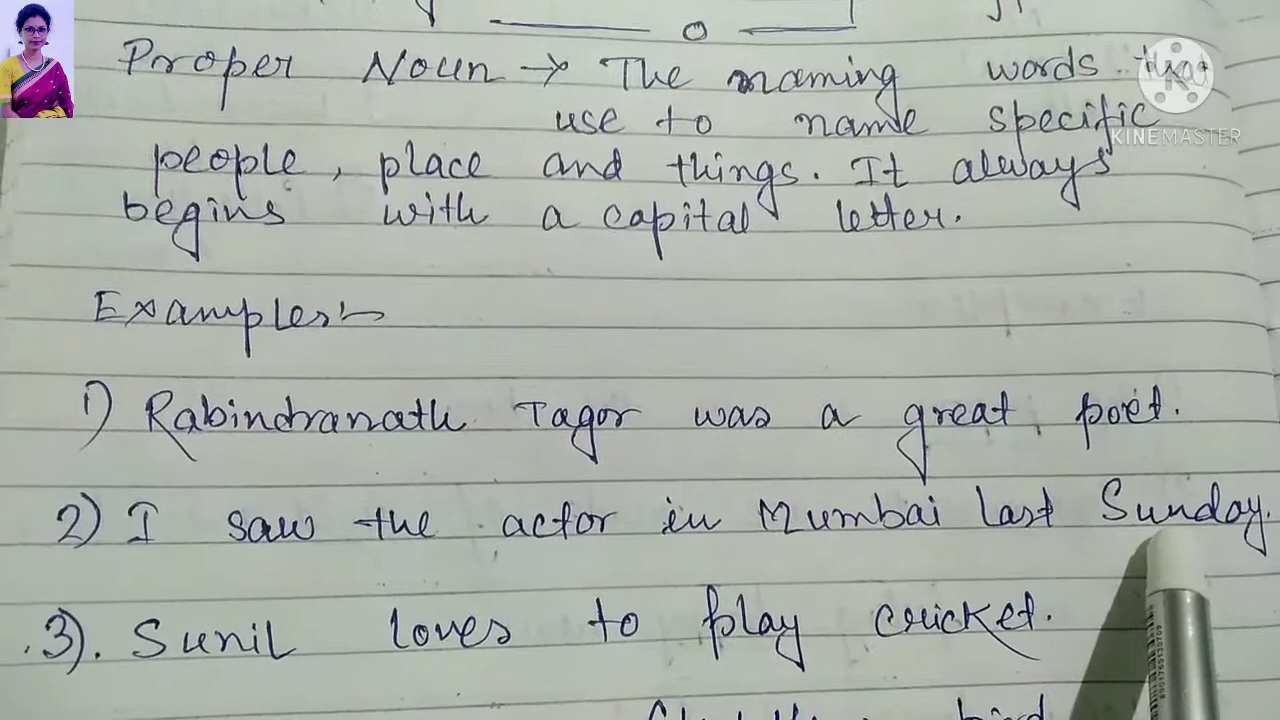 Proper Noun → The naming words that
use to name specific
people, place and things. It always
begins with a capital letter.
Examples:-
1) Rabindranath Tagor was a great poet.
2) I saw the actor in Mumbai last Sunday.
3). Sunil loves to play cricket.
bird
KINEMASTER